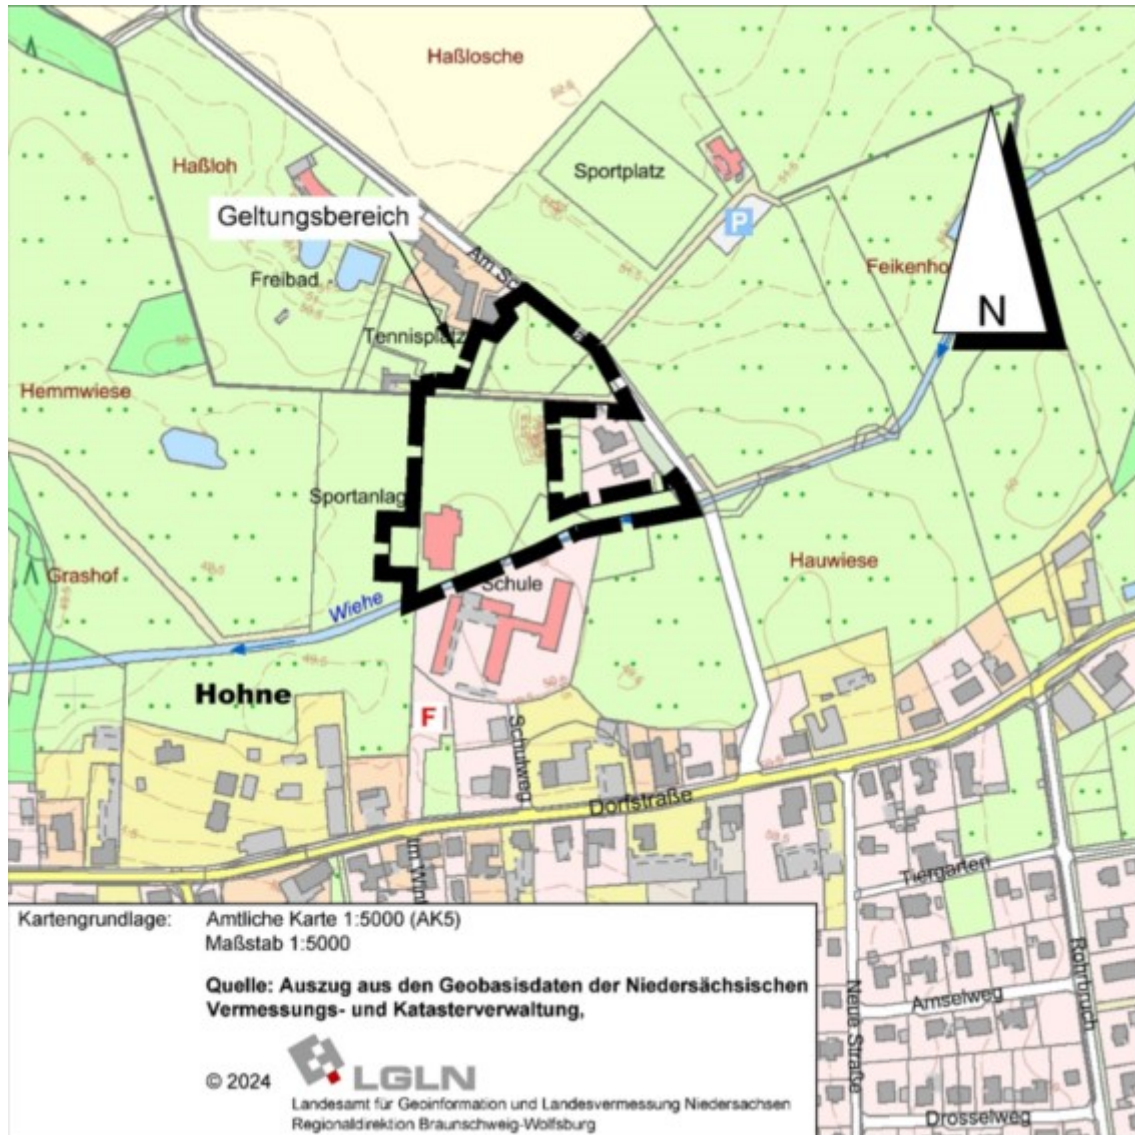 Haßlosche
Haßloh
Sportplatz
Geltungsbereich
P
Am Sc
Feikenho
Freibad
N
Tennisplatz
Hemmwiese
Sportanlag
Hauwiese
Grashof
Schule
Wiehe
Hohne
F
Schulweg
Dorfstraße
Tiergarten
Kartengrundlage: Amtliche Karte 1:5000 (AK5)
Maßstab 1:5000
Quelle: Auszug aus den Geobasisdaten der Niedersächsischen
Vermessungs- und Katasterverwaltung,
Rohrbruch
Amselweg
Neue Straße
© 2024 LGLN
Landesamt für Geoinformation und Landesvermessung Niedersachsen
Regionaldirektion Braunschweig-Wolfsburg
Drosselweg